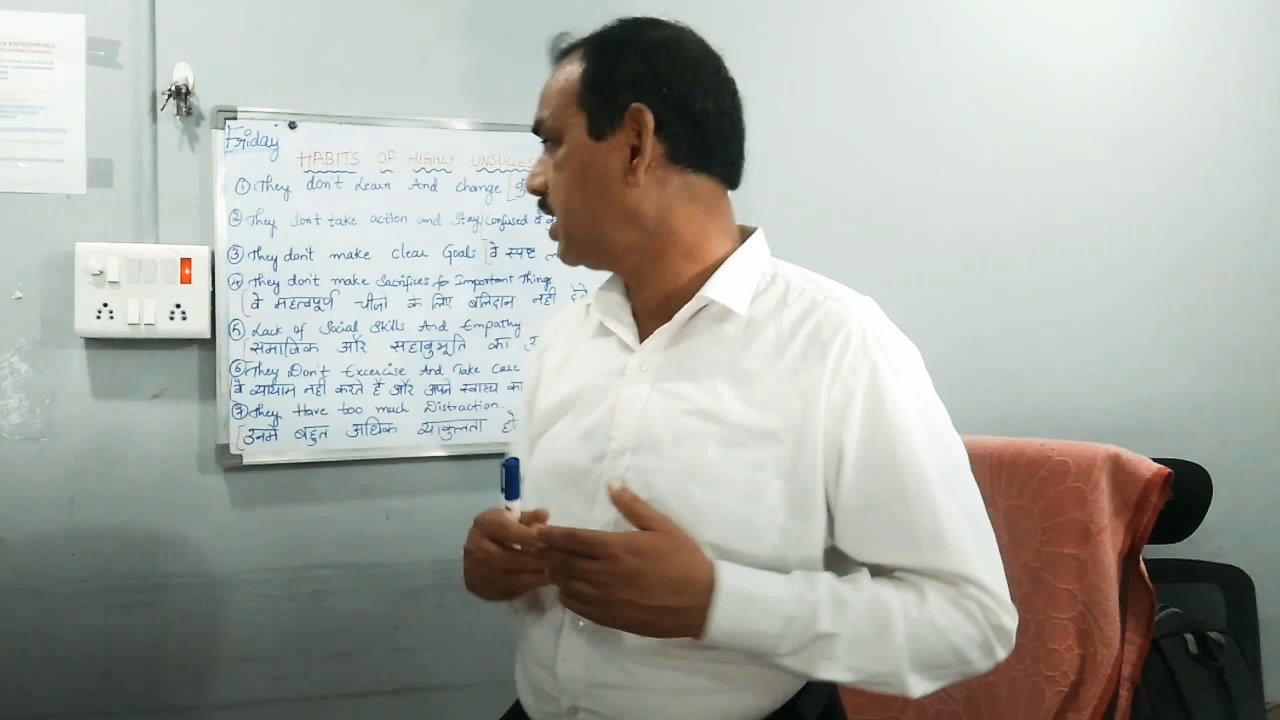 A ENTERPRISES
Friday
HABITS OF HIGHLY UNSUCCES
① They don't Learn And change [
② They don't take action and Stay Confused
③ They don't make clear Goals [ वे स्पष्ट
④ They don't make Sacrifices for Important Things
[ वे महत्वपूर्ण चीजों के लिए बलिदान नहीं देते
⑤ Lack of Social Skills And Empathy
[ समाजिक और सहानुभूति का
⑥ They Don't Excercise And Take Care
वे व्यायाम नहीं करते है और अपने स्वास्थ्य का
⑦ They Have too much Distraction.
[ उनमें बहुत अधिक व्याकुलता हो